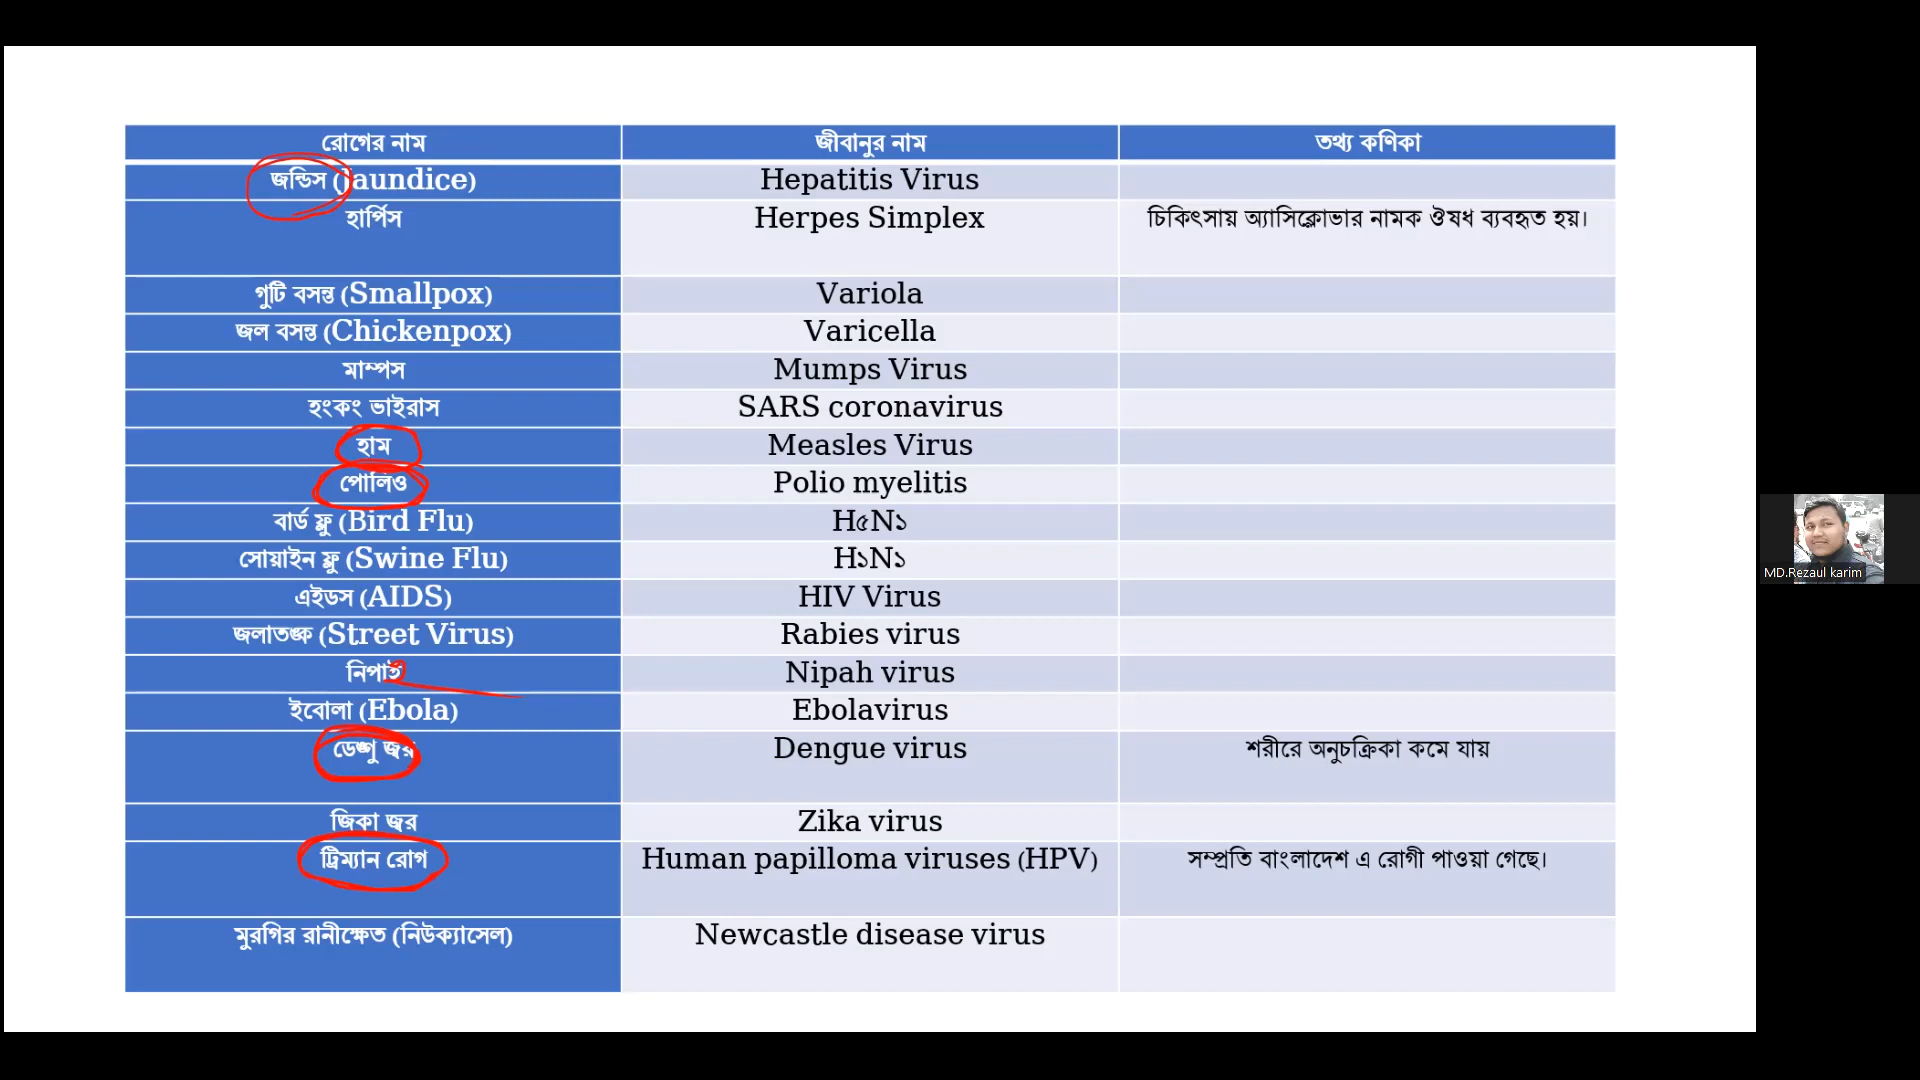 রোগের নাম জীবানুর নাম তথ্য কণিকা
জন্ডিস (Jaundice) Hepatitis Virus
হার্পিস Herpes Simplex চিকিৎসায় অ্যাসিক্লোভার নামক ঔষধ ব্যবহৃত হয়।
গুটি বসন্ত (Smallpox) Variola
জল বসন্ত (Chickenpox) Varicella
মাম্পস Mumps Virus
হংকং ভাইরাস SARS coronavirus
হাম Measles Virus
পোলিও Polio myelitis
বার্ড ফ্লু (Bird Flu) H৫N১
সোয়াইন ফ্লু (Swine Flu) H১N১
এইডস (AIDS) HIV Virus
জলাতঙ্ক (Street Virus) Rabies virus
নিপাহ Nipah virus
ইবোলা (Ebola) Ebolavirus
ডেঙ্গু জ্বর Dengue virus শরীরে অনুচক্রিকা কমে যায়
জিকা জ্বর Zika virus
ট্রিম্যান রোগ Human papilloma viruses (HPV) সম্প্রতি বাংলাদেশ এ রোগী পাওয়া গেছে।
মুরগির রানীক্ষেত (নিউক্যাসেল) Newcastle disease virus
MD.Rezaul karim